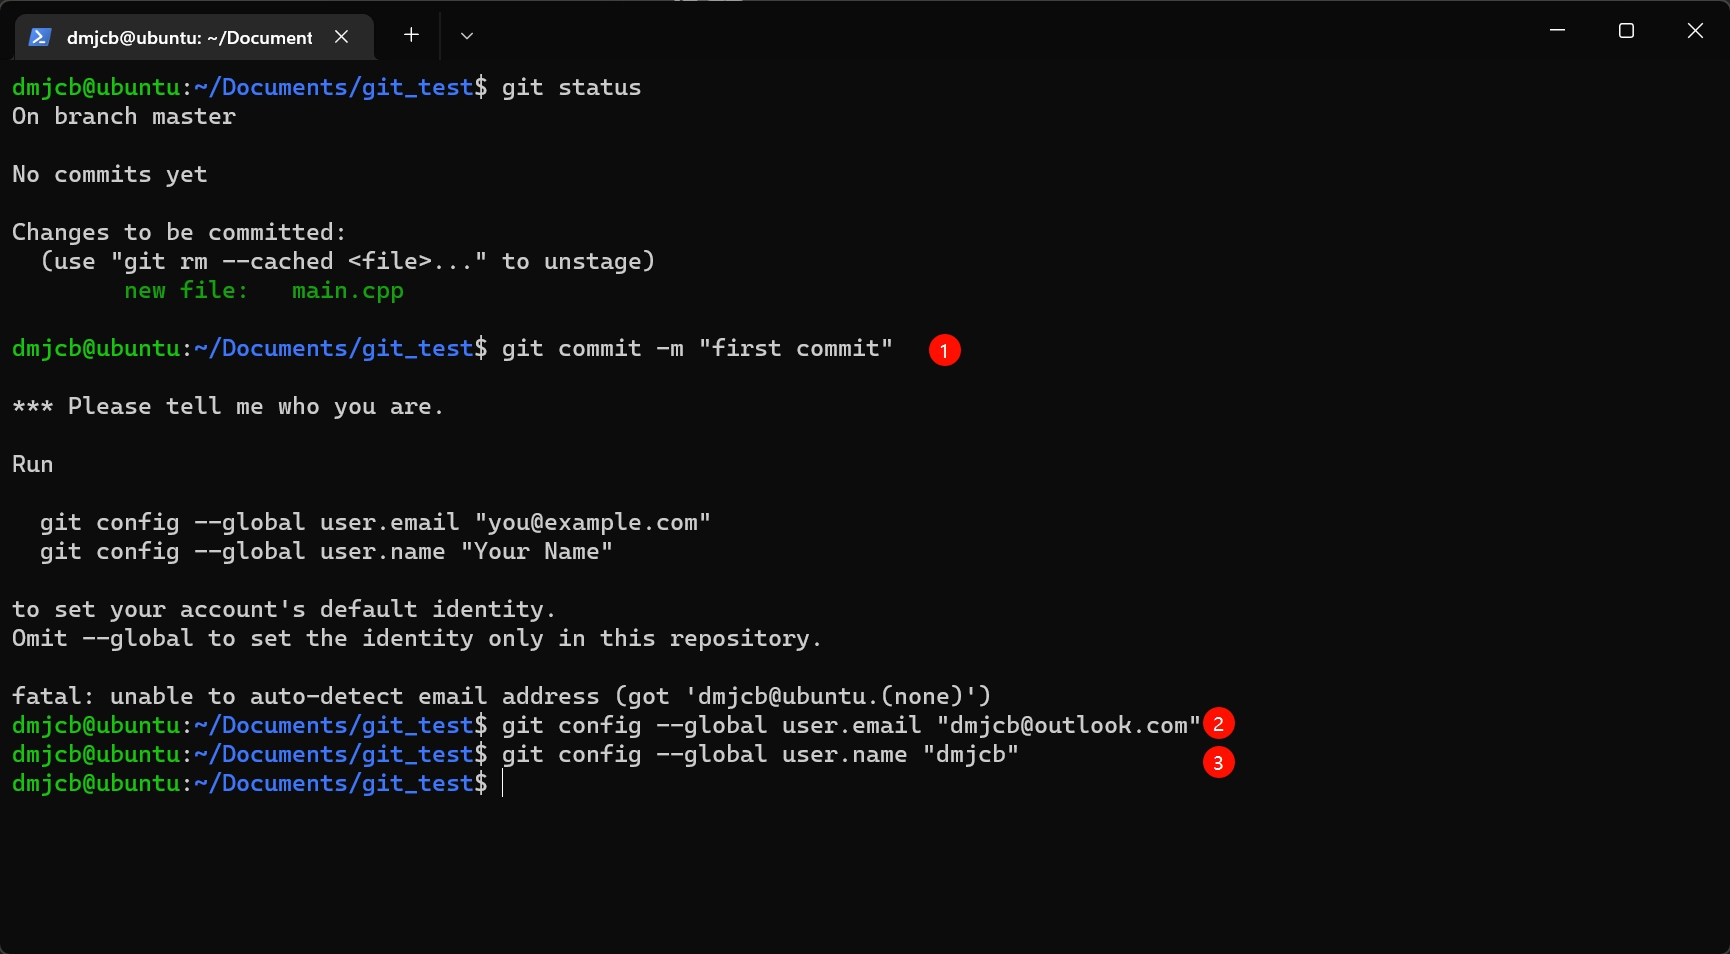 dmjcb@ubuntu: ~/Document
dmjcb@ubuntu:~/Documents/git_test$ git status
On branch master
No commits yet
Changes to be committed:
  (use "git rm --cached <file>..." to unstage)
        new file:   main.cpp
dmjcb@ubuntu:~/Documents/git_test$ git commit -m "first commit" 1
*** Please tell me who you are.
Run
  git config --global user.email "you@example.com"
  git config --global user.name "Your Name"
to set your account's default identity.
Omit --global to set the identity only in this repository.
fatal: unable to auto-detect email address (got 'dmjcb@ubuntu.(none)')
dmjcb@ubuntu:~/Documents/git_test$ git config --global user.email "dmjcb@outlook.com" 2
dmjcb@ubuntu:~/Documents/git_test$ git config --global user.name "dmjcb" 3
dmjcb@ubuntu:~/Documents/git_test$